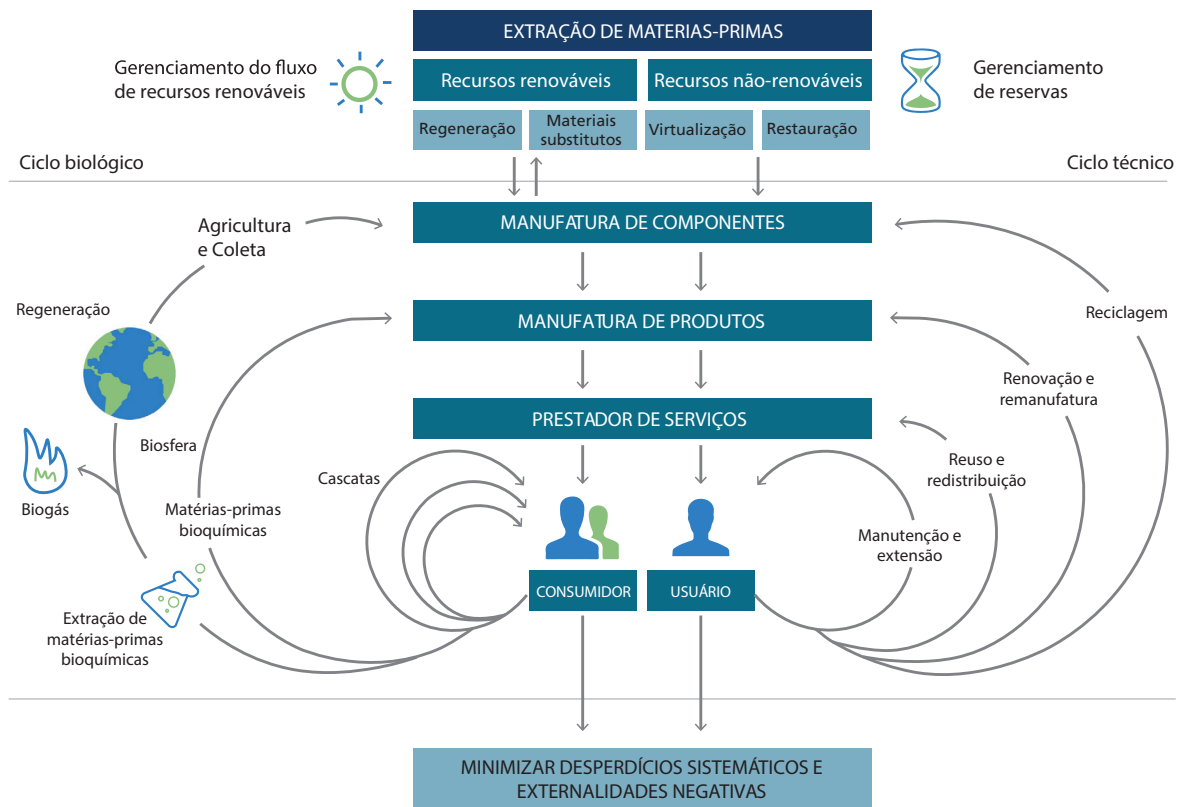 EXTRAÇÃO DE MATERIAS-PRIMAS
Gerenciamento do fluxo
de recursos renováveis
Recursos renováveis
Recursos não-renováveis
Gerenciamento
de reservas
Regeneração
Materiais
substitutos
Virtualização
Restauração
Ciclo biológico
Ciclo técnico
Agricultura
e Coleta
MANUFATURA DE COMPONENTES
Regeneração
MANUFATURA DE PRODUTOS
Reciclagem
Renovação e
remanufatura
PRESTADOR DE SERVIÇOS
Biosfera
Cascatas
Reuso e
redistribuição
Biogás
Matérias-primas
bioquímicas
Manutenção e
extensão
CONSUMIDOR
USUÁRIO
Extração de
matérias-primas
bioquímicas
MINIMIZAR DESPERDÍCIOS SISTEMÁTICOS E
EXTERNALIDADES NEGATIVAS